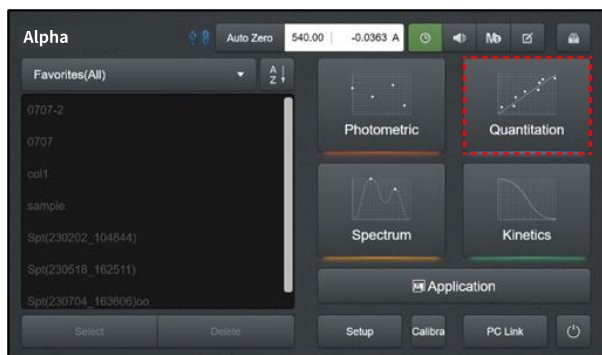 Alpha
Auto Zero 540.00 -0.0363 A
Favorites(All)
A
Z
0707-2
0707
col1
sample
Spt(230202_104844)
Spt(230518_162511)
Spt(230704_163606)oo
Select Delete
Photometric Quantitation
Spectrum Kinetics
Application
Setup Calibra PC Link